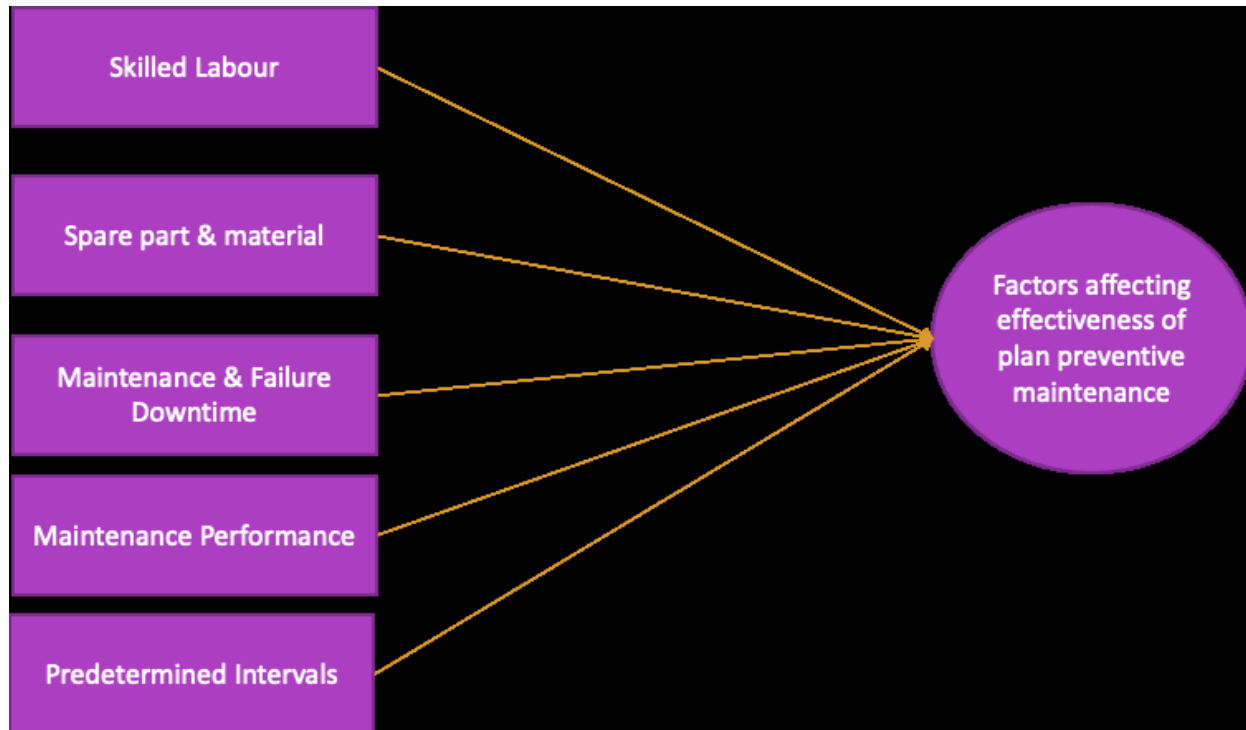 Skilled Labour
Spare part & material
Maintenance & Failure
Downtime
Maintenance Performance
Predetermined Intervals
Factors affecting
effectiveness of
plan preventive
maintenance